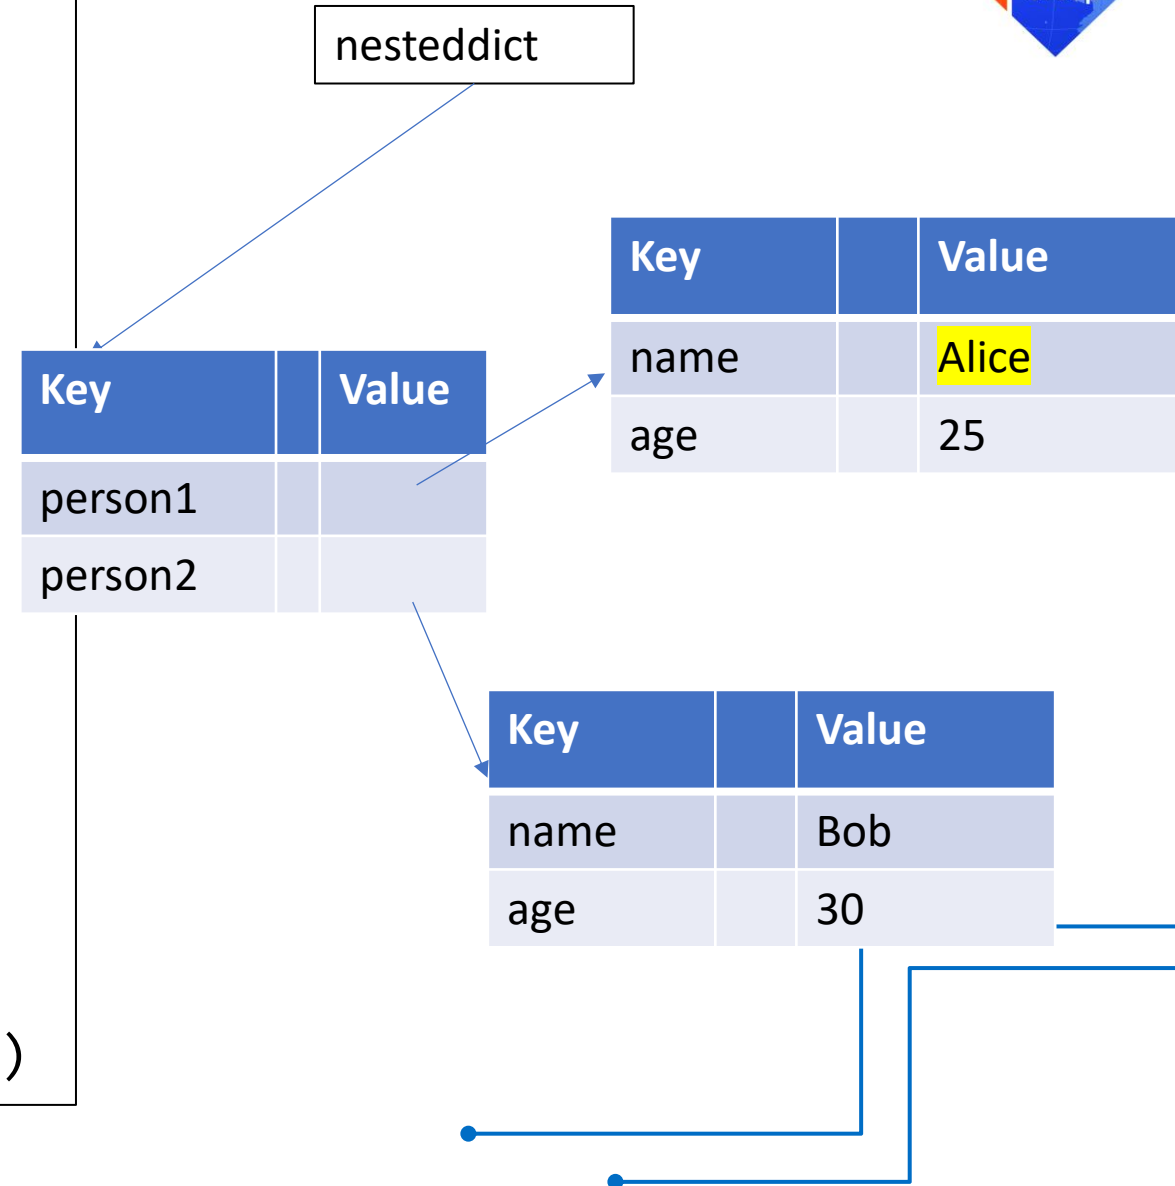 nesteddict
Key Value
name Alice
age 25
Key Value
person1
person2
Key Value
name Bob
age 30
)